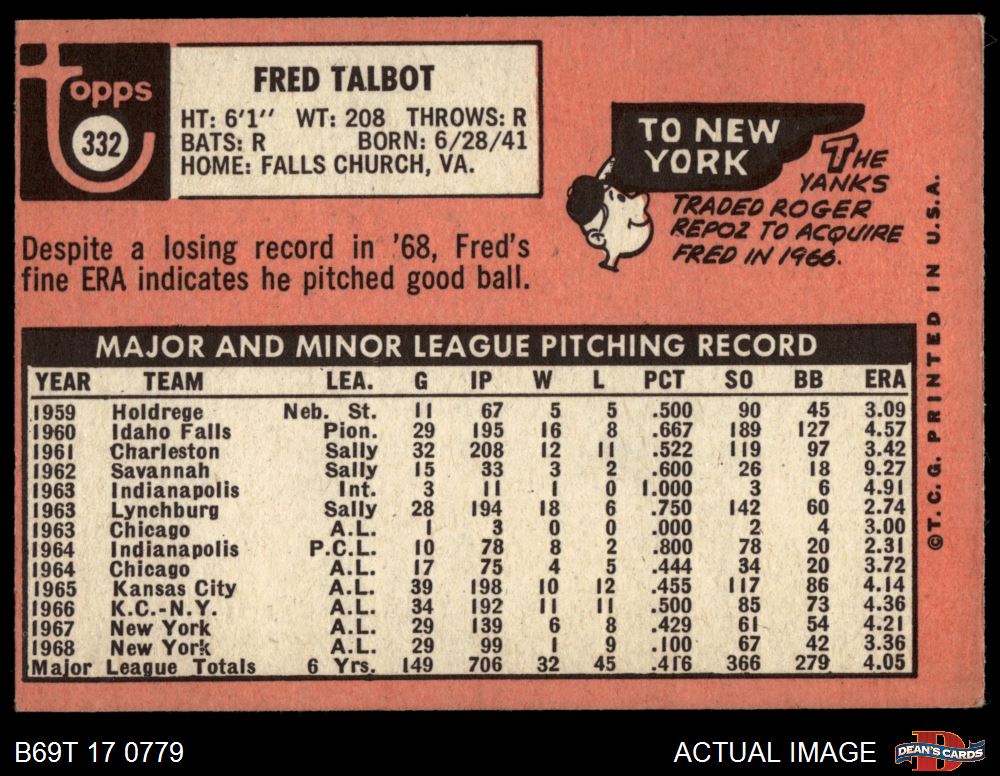 Topps
332
FRED TALBOT
HT: 6'1" WT: 208 THROWS: R
BATS: R BORN: 6/28/41
HOME: FALLS CHURCH, VA.
TO NEW
YORK
THE
YANKS
TRADED ROGER
REPOZ TO ACQUIRE
FRED IN 1966.
Despite a losing record in '68, Fred's
fine ERA indicates he pitched good ball.
MAJOR AND MINOR LEAGUE PITCHING RECORD
YEAR TEAM LEA. G IP W L PCT SO BB ERA
1959 Holdrege Neb. St. 11 67 5 5 .500 90 45 3.09
1960 Idaho Falls Pion. 29 195 16 8 .667 189 127 4.57
1961 Charleston Sally 32 208 12 11 .522 119 97 3.42
1962 Savannah Sally 15 33 3 2 .600 26 18 9.27
1963 Indianapolis Int. 3 11 1 0 1.000 3 6 4.91
1963 Lynchburg Sally 28 194 18 6 .750 142 60 2.74
1963 Chicago A.L. 1 3 0 0 .000 2 4 3.00
1964 Indianapolis P.C.L. 10 78 8 2 .800 78 20 2.31
1964 Chicago A.L. 17 75 4 5 .444 34 20 3.72
1965 Kansas City A.L. 39 198 10 12 .455 117 86 4.14
1966 K.C.-N.Y. A.L. 34 192 11 11 .500 85 73 4.36
1967 New York A.L. 29 139 6 8 .429 61 54 4.21
1968 New York A.L. 29 99 1 9 .100 67 42 3.36
Major League Totals 6 Yrs. 149 706 32 45 .416 366 279 4.05
©T.C.G. PRINTED IN U.S.A.
B69T 17 0779
ACTUAL IMAGE
DEAN'S CARDS